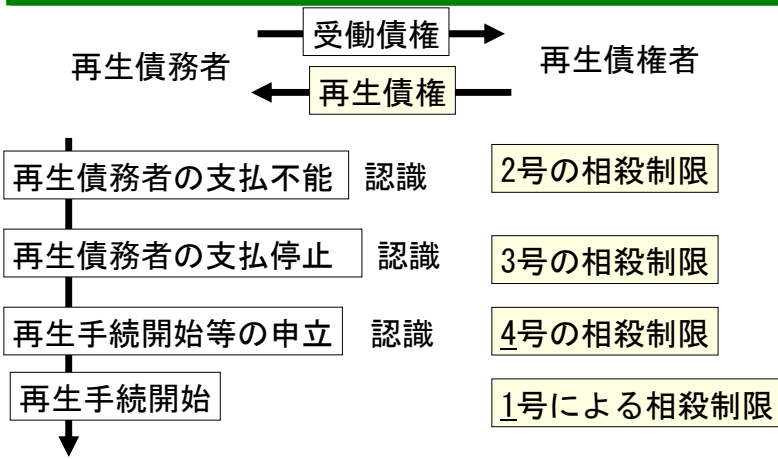 受働債権
再生債務者
再生債権者
再生債権
再生債務者の支払不能 認識 2号の相殺制限
再生債務者の支払停止 認識 3号の相殺制限
再生手続開始等の申立 認識 4号の相殺制限
再生手続開始 1号による相殺制限